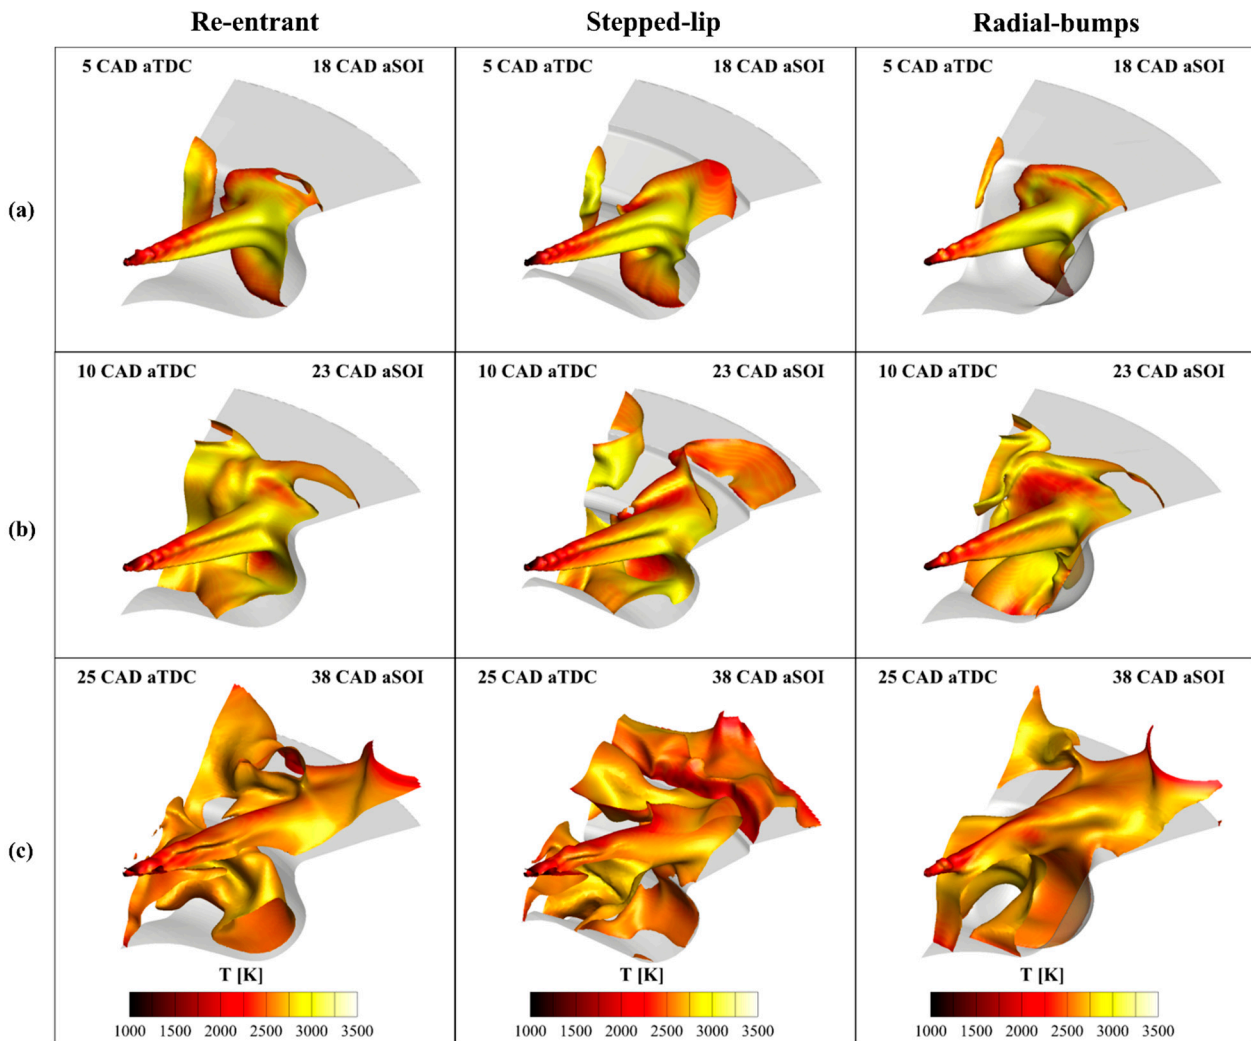 Re-entrant Stepped-lip Radial-bumps
(a)
5 CAD aTDC 18 CAD aSOI 5 CAD aTDC 18 CAD aSOI 5 CAD aTDC 18 CAD aSOI
(b)
10 CAD aTDC 23 CAD aSOI 10 CAD aTDC 23 CAD aSOI 10 CAD aTDC 23 CAD aSOI
(c)
25 CAD aTDC 38 CAD aSOI 25 CAD aTDC 38 CAD aSOI 25 CAD aTDC 38 CAD aSOI
T [K] T [K] T [K]
1000 1500 2000 2500 3000 3500 1000 1500 2000 2500 3000 3500 1000 1500 2000 2500 3000 3500